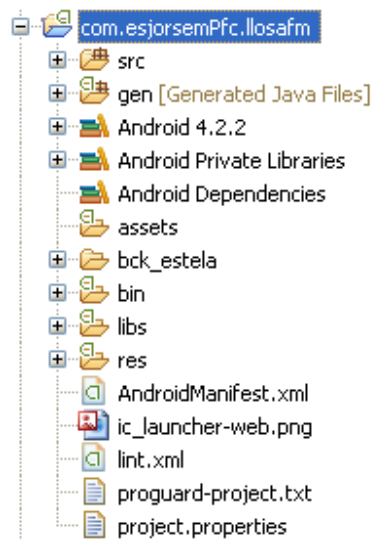 com.esjorsemPfc.llosafm
src
gen [Generated Java Files]
Android 4.2.2
Android Private Libraries
Android Dependencies
assets
bck_estela
bin
libs
res
AndroidManifest.xml
ic_launcher-web.png
lint.xml
proguard-project.txt
project.properties